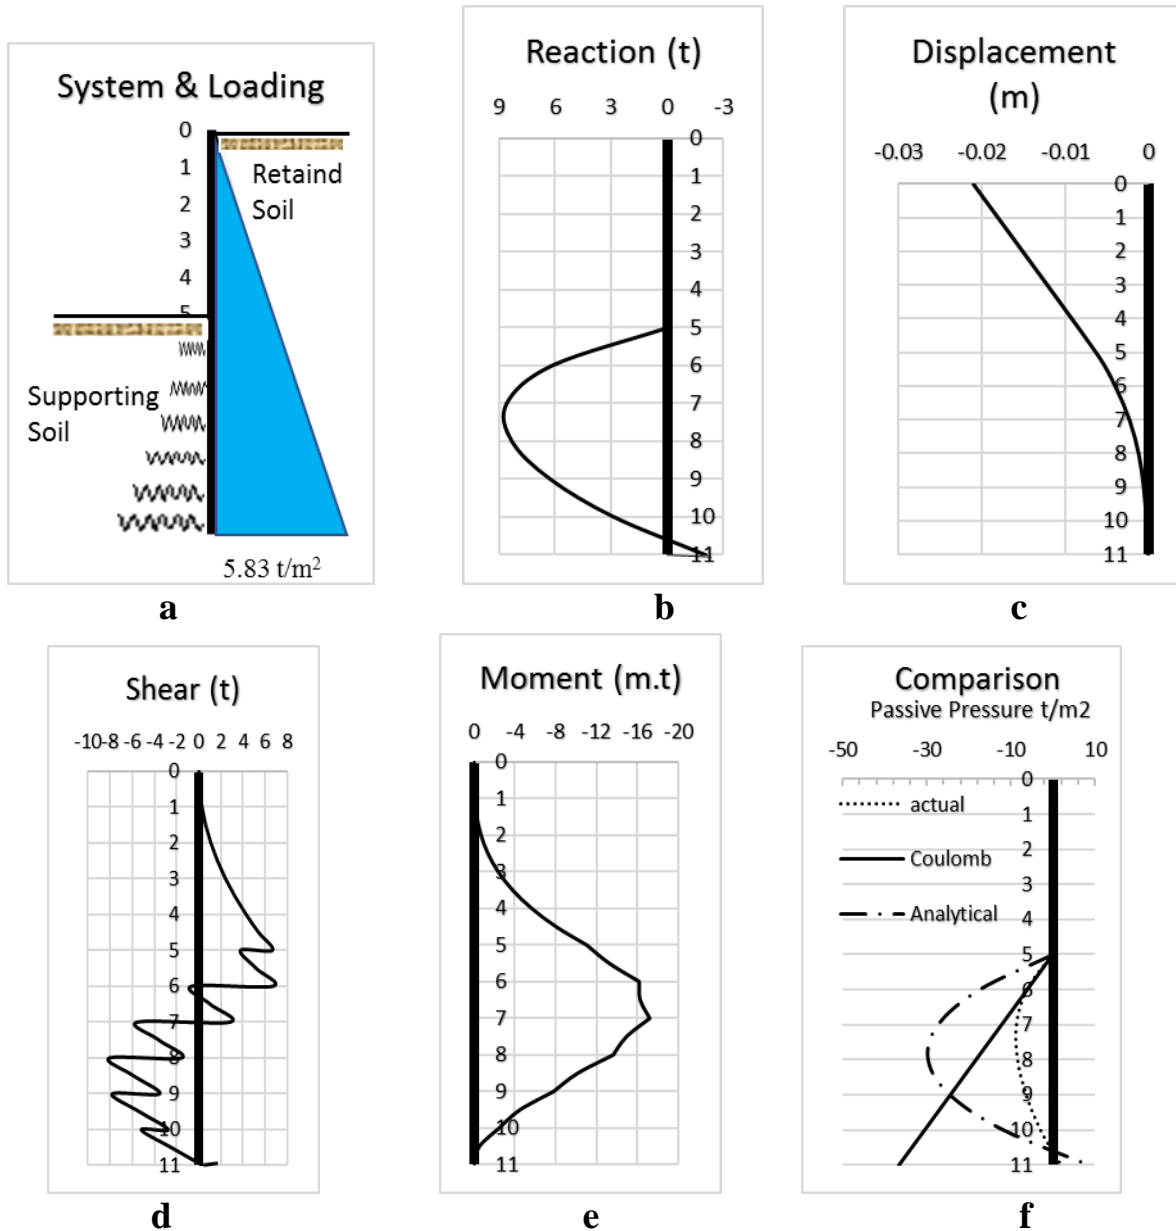 System & Loading
0
1
2
3
4
5
Retaind
Soil
Supporting
Soil
5.83 t/m²
a
Reaction (t)
9 6 3 0 -3
0
1
2
3
4
5
6
7
8
9
10
11
b
Displacement
(m)
-0.03 -0.02 -0.01 0
0
1
2
3
4
5
6
7
8
9
10
11
c
Shear (t)
-10 -8 -6 -4 -2 0 2 4 6 8
0
1
2
3
4
5
6
7
8
9
10
11
d
Moment (m.t)
0 -4 -8 -12 -16 -20
0
1
2
3
4
5
6
7
8
9
10
11
e
Comparison
Passive Pressure t/m2
-50 -30 -10 10
0
1
2
3
4
5
6
7
8
9
10
11
actual
Coulomb
Analytical
f